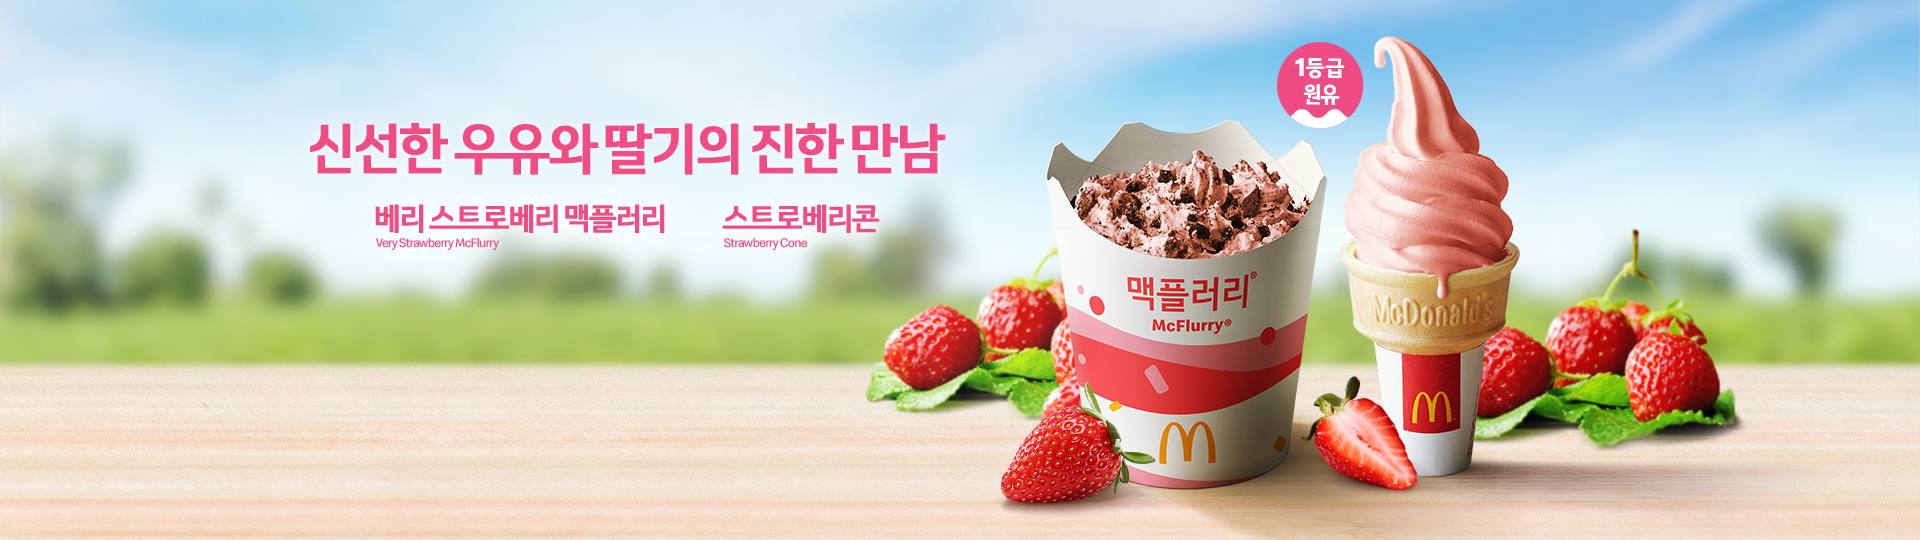 신선한 우유와 딸기의 진한 만남
베리 스트로베리 맥플러리
Very Strawberry McFlurry
스트로베리콘
Strawberry Cone
1등급
원유
맥플러리®
McFlurry®
McDonald's